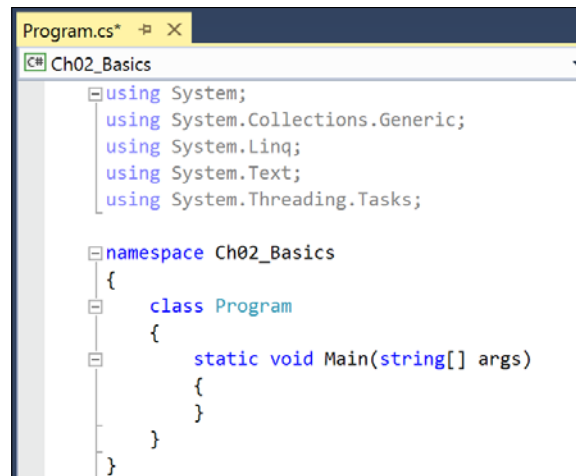 Program.cs*
C# Ch02_Basics
using System;
using System.Collections.Generic;
using System.Linq;
using System.Text;
using System.Threading.Tasks;
namespace Ch02_Basics
{
    class Program
    {
        static void Main(string[] args)
        {
        }
    }
}